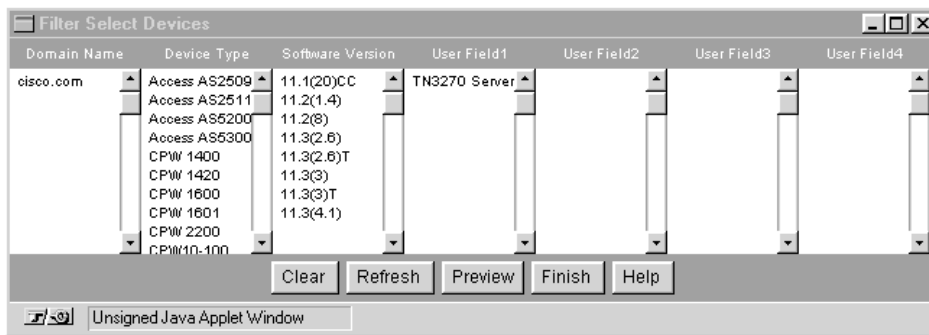 Filter Select Devices
Domain Name Device Type Software Version User Field1 User Field2 User Field3 User Field4
cisco.com Access AS2509 11.1(20)CC TN3270 Server
Access AS2511 11.2(1.4)
Access AS5200 11.2(8)
Access AS5300 11.3(2.6)
CPW 1400 11.3(2.6)T
CPW 1420 11.3(3)
CPW 1600 11.3(3)T
CPW 1601 11.3(4.1)
CPW 2200
CPW10-100
Clear Refresh Preview Finish Help
Unsigned Java Applet Window